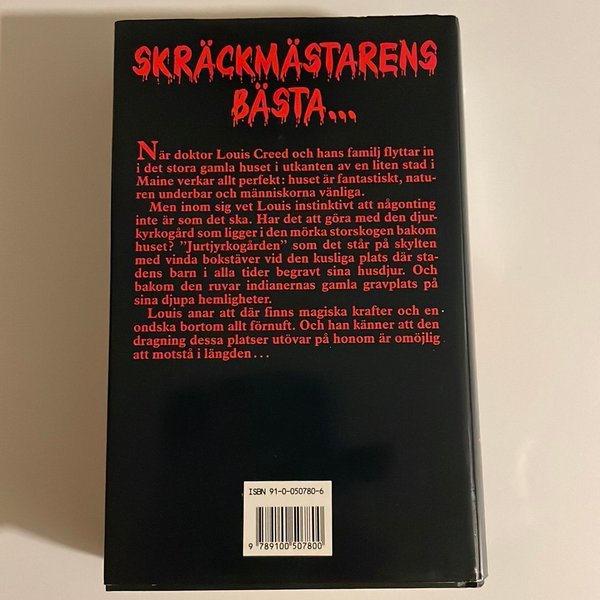 SKRÄCKMÄSTARENS
BÄSTA...
När doktor Louis Creed och hans familj flyttar in
i det stora gamla huset i utkanten av en liten stad i
Maine verkar allt perfekt: huset är fantastiskt, natu-
ren underbar och människorna vänliga.
Men inom sig vet Louis instinktivt att någonting
inte är som det ska. Har det att göra med den djur-
kyrkogård som ligger i den mörka storskogen bakom
huset? "Jurtjyrkogården" som det står på skylten
med vinda bokstäver vid den kusliga plats där sta-
dens barn i alla tider begravt sina husdjur. Och
bakom den ruvar indianernas gamla gravplats på
sina djupa hemligheter.
Louis anar att där finns magiska krafter och en
ondska bortom allt förnuft. Och han känner att den
dragning dessa platser utövar på honom är omöjlig
att motstå i längden...
ISBN 91-0-050780-6
9 789100 507800